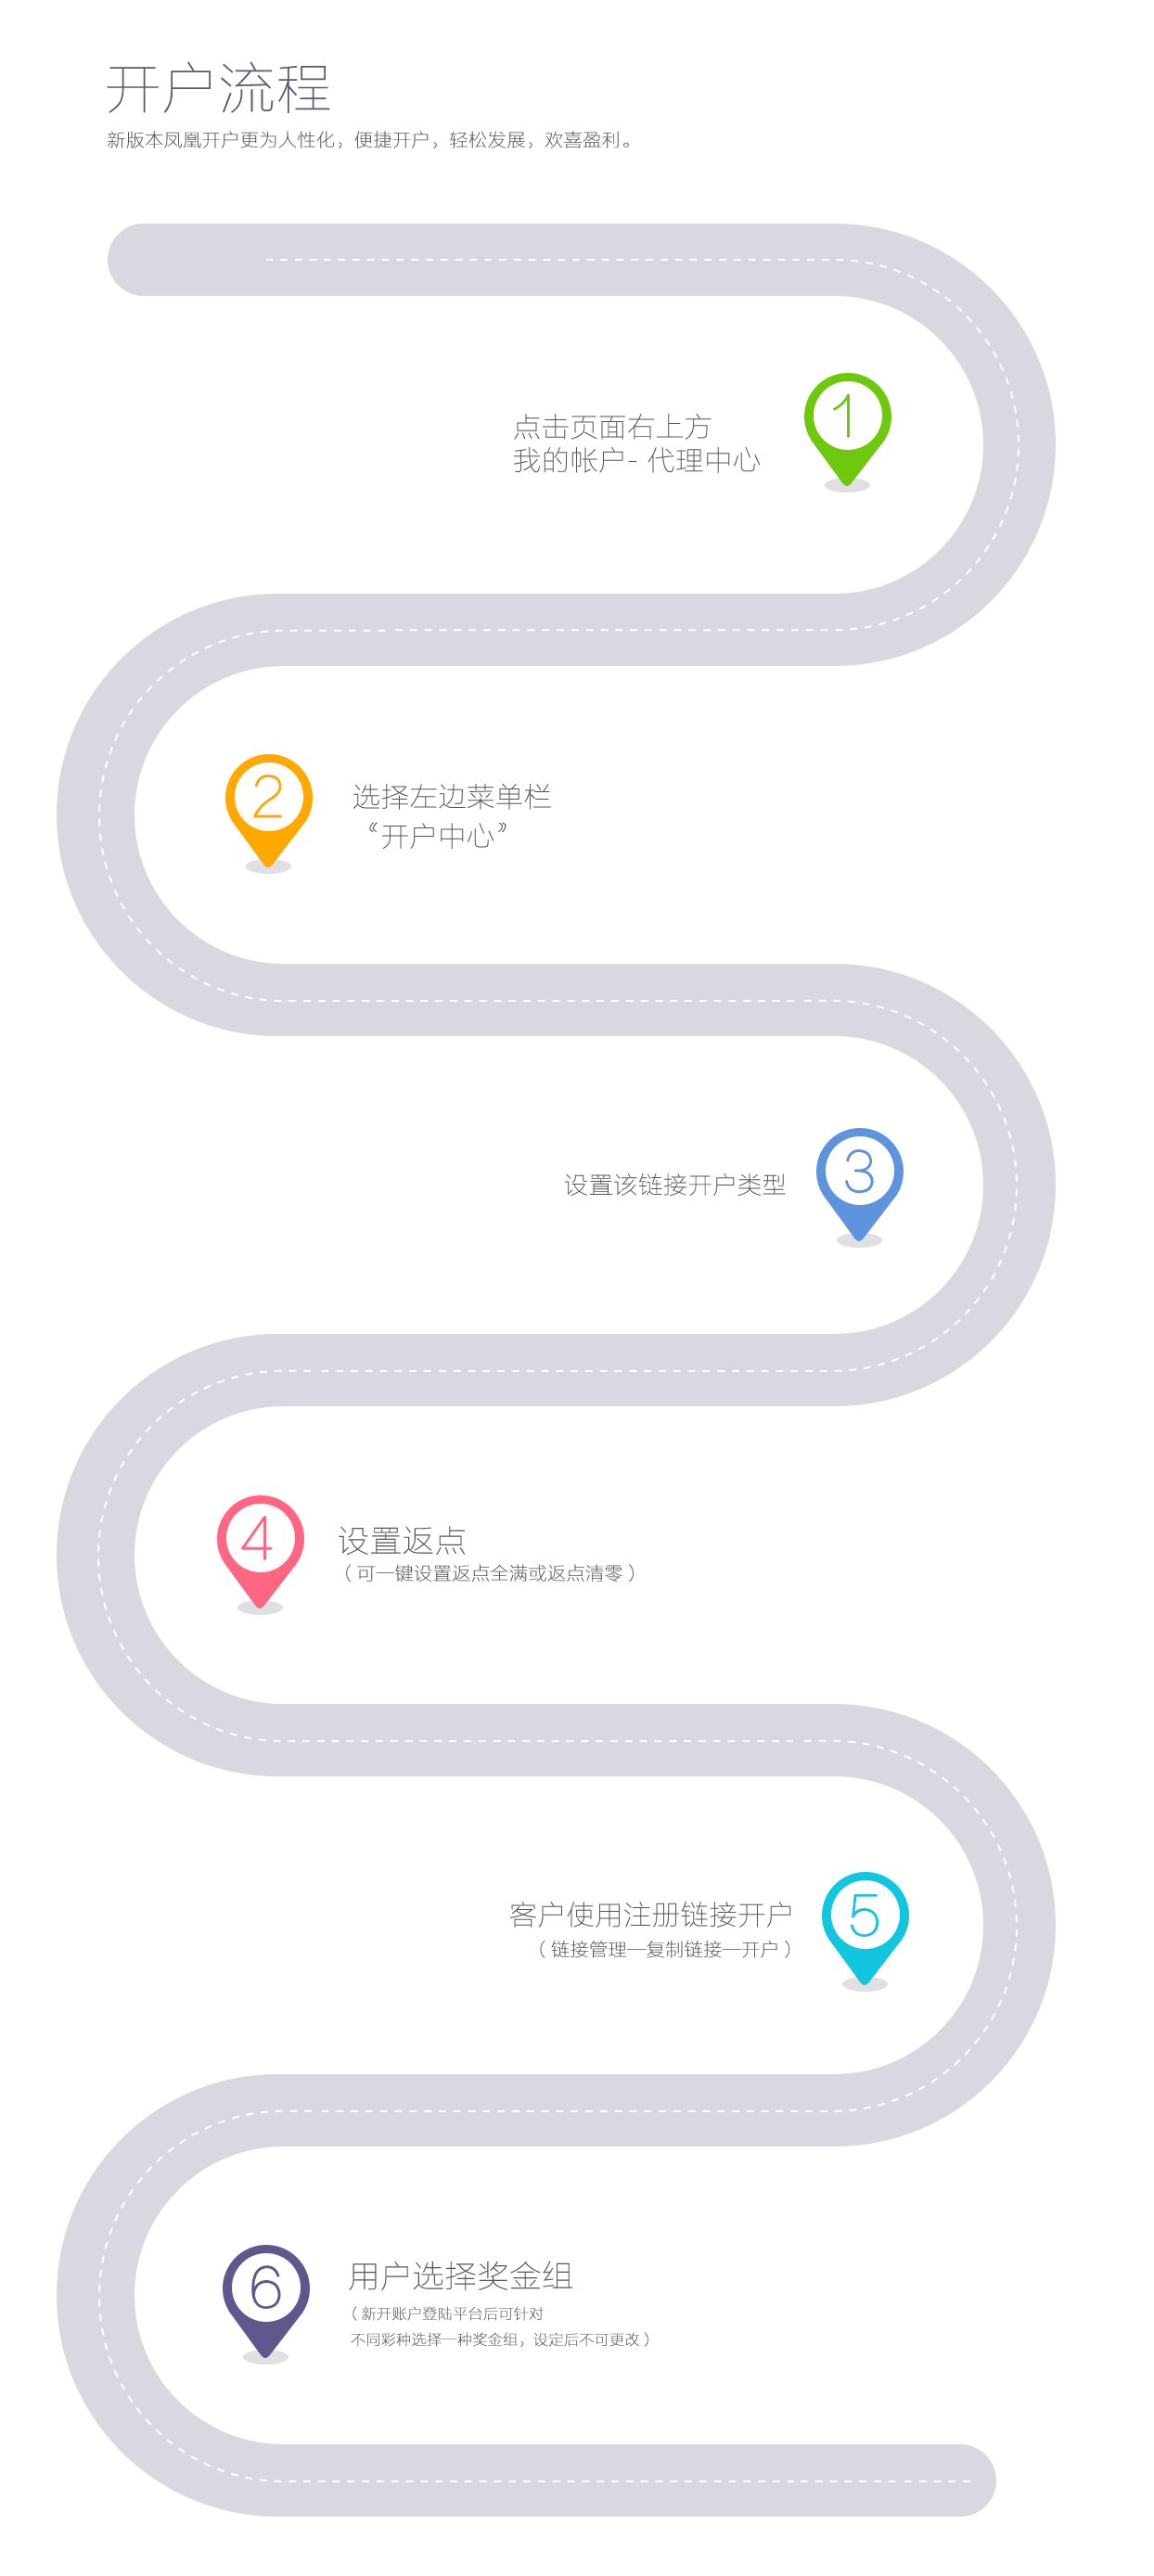 开户流程
新版本凤凰开户更为人性化，便捷开户，轻松发展，欢喜盈利。
1
点击页面右上方
我的帐户- 代理中心
2
选择左边菜单栏
“开户中心”
3
设置该链接开户类型
4
设置返点
（可一键设置返点全满或返点清零）
5
客户使用注册链接开户
（链接管理—复制链接—开户）
6
用户选择奖金组
（新开账户登陆平台后可针对
不同彩种选择一种奖金组，设定后不可更改）